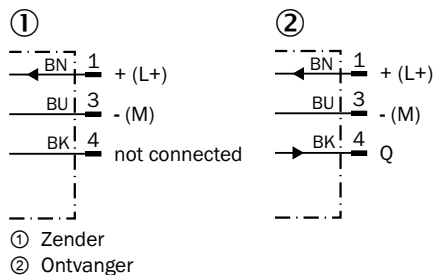 ①
BN 1 + (L+)
BU 3 - (M)
BK 4 not connected
②
BN 1 + (L+)
BU 3 - (M)
BK 4 Q
① Zender
② Ontvanger